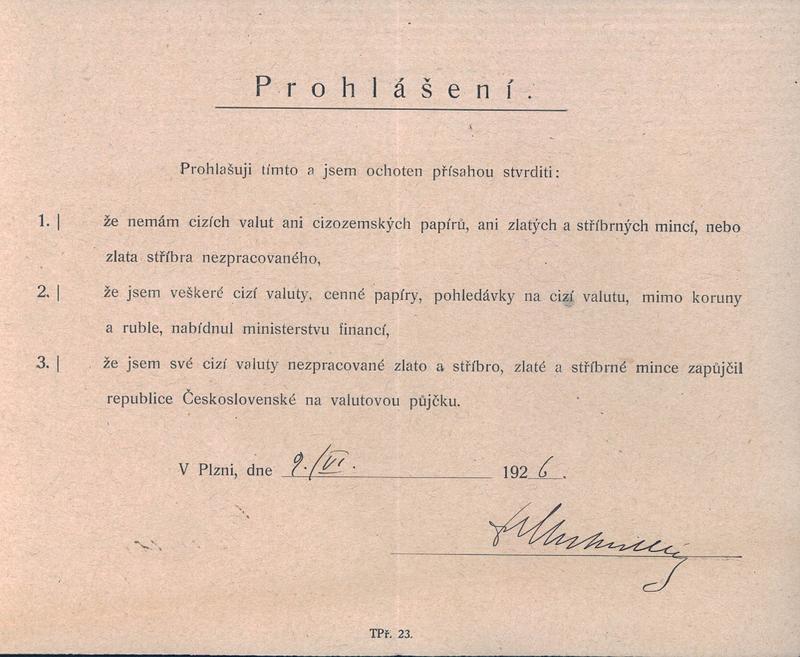 Prohlášení.
Prohlašuji tímto a jsem ochoten přísahou stvrditi:
1. | že nemám cizích valut ani cizozemských papírů, ani zlatých a stříbrných mincí, nebo
zlata stříbra nezpracovaného,
2. | že jsem veškeré cizí valuty, cenné papíry, pohledávky na cizí valutu, mimo koruny
a ruble, nabídnul ministerstvu financí,
3. | že jsem své cizí valuty nezpracované zlato a stříbro, zlaté a stříbrné mince zapůjčil
republice Československé na valutovou půjčku.
V Plzni, dne 9./VI. 1926.
TPř. 23.